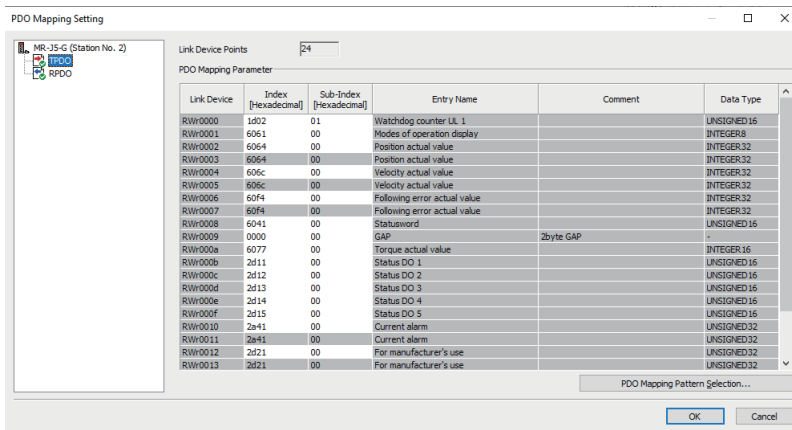 PDO Mapping Setting
MR-J5-G (Station No. 2)
TPDO
RPDO
Link Device Points 24
PDO Mapping Parameter
Link Device Index [Hexadecimal] Sub-Index [Hexadecimal] Entry Name Comment Data Type
RWr0000 1d02 01 Watchdog counter UL 1 UNSIGNED16
RWr0001 6061 00 Modes of operation display INTEGER8
RWr0002 6064 00 Position actual value INTEGER32
RWr0003 6064 00 Position actual value INTEGER32
RWr0004 606c 00 Velocity actual value INTEGER32
RWr0005 606c 00 Velocity actual value INTEGER32
RWr0006 60f4 00 Following error actual value INTEGER32
RWr0007 60f4 00 Following error actual value INTEGER32
RWr0008 6041 00 Statusword UNSIGNED16
RWr0009 0000 00 GAP 2byte GAP -
RWr000a 6077 00 Torque actual value INTEGER16
RWr000b 2d11 00 Status DO 1 UNSIGNED16
RWr000c 2d12 00 Status DO 2 UNSIGNED16
RWr000d 2d13 00 Status DO 3 UNSIGNED16
RWr000e 2d14 00 Status DO 4 UNSIGNED16
RWr000f 2d15 00 Status DO 5 UNSIGNED16
RWr0010 2a41 00 Current alarm UNSIGNED32
RWr0011 2a41 00 Current alarm UNSIGNED32
RWr0012 2d21 00 For manufacturer's use UNSIGNED32
RWr0013 2d21 00 For manufacturer's use UNSIGNED32
PDO Mapping Pattern Selection...
OK Cancel